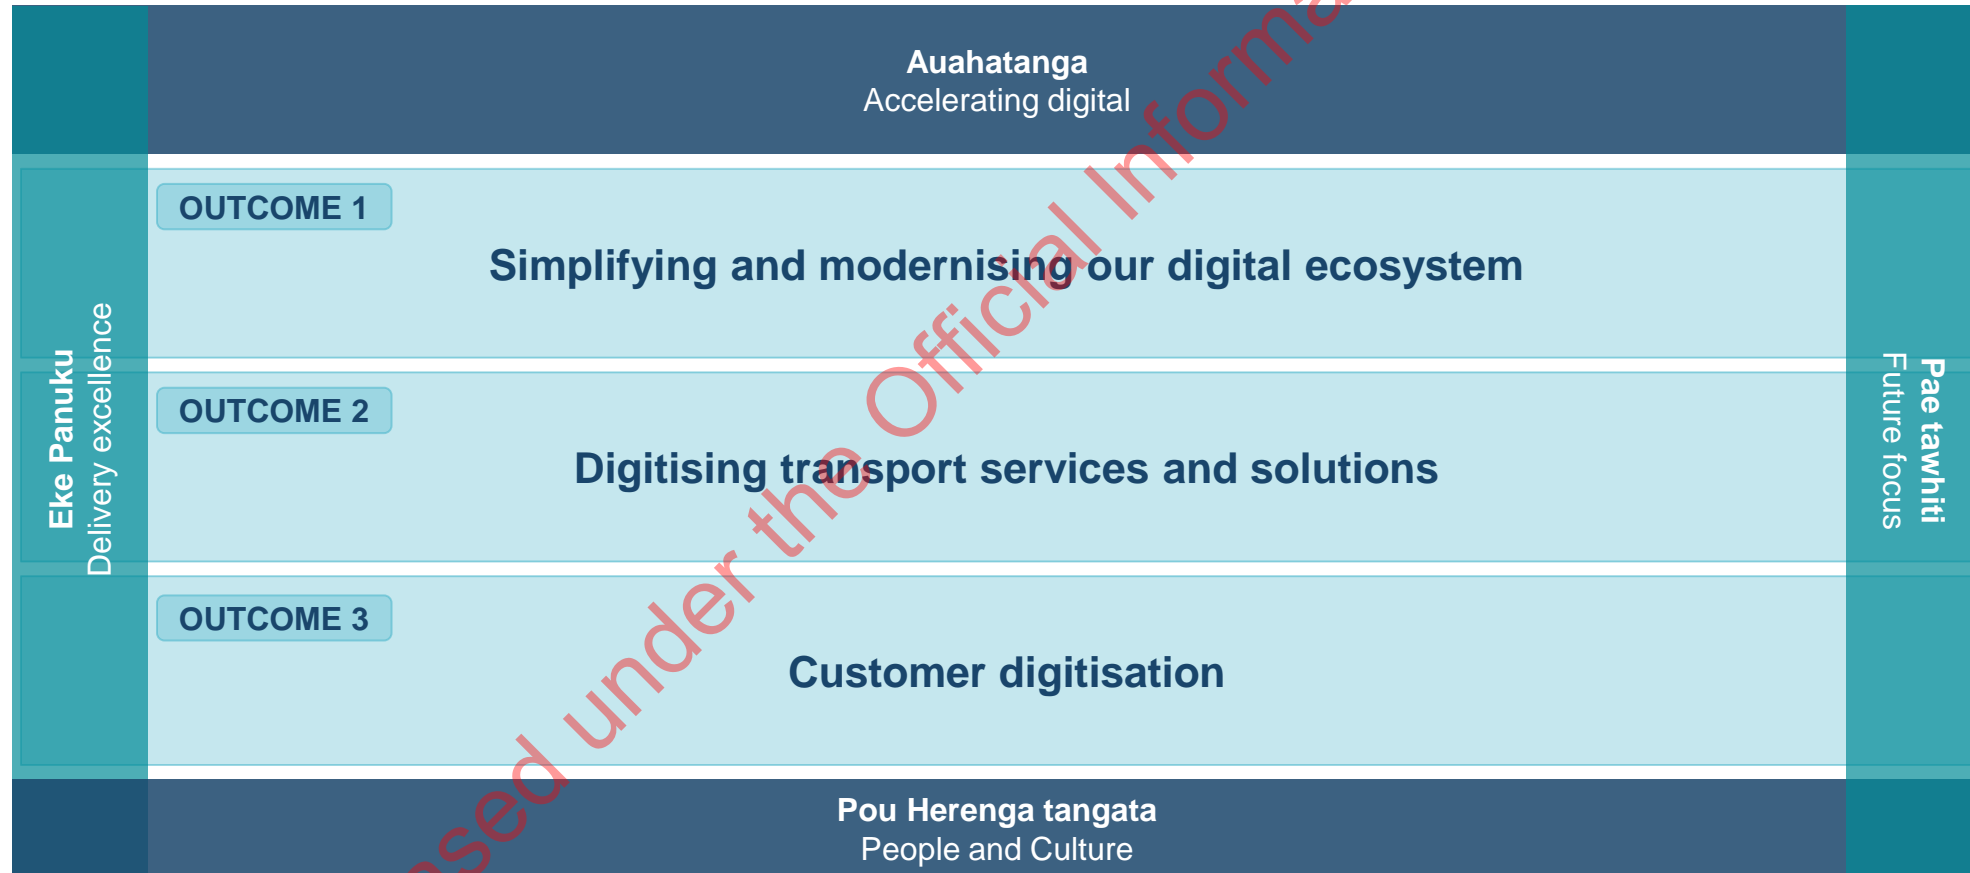 Auahatanga
Accelerating digital
OUTCOME 1
Simplifying and modernising our digital ecosystem
OUTCOME 2
Digitising transport services and solutions
OUTCOME 3
Customer digitisation
Eke Panuku
Delivery excellence
Pae tawhiti
Future focus
Pou Herenga tangata
People and Culture
under the Official